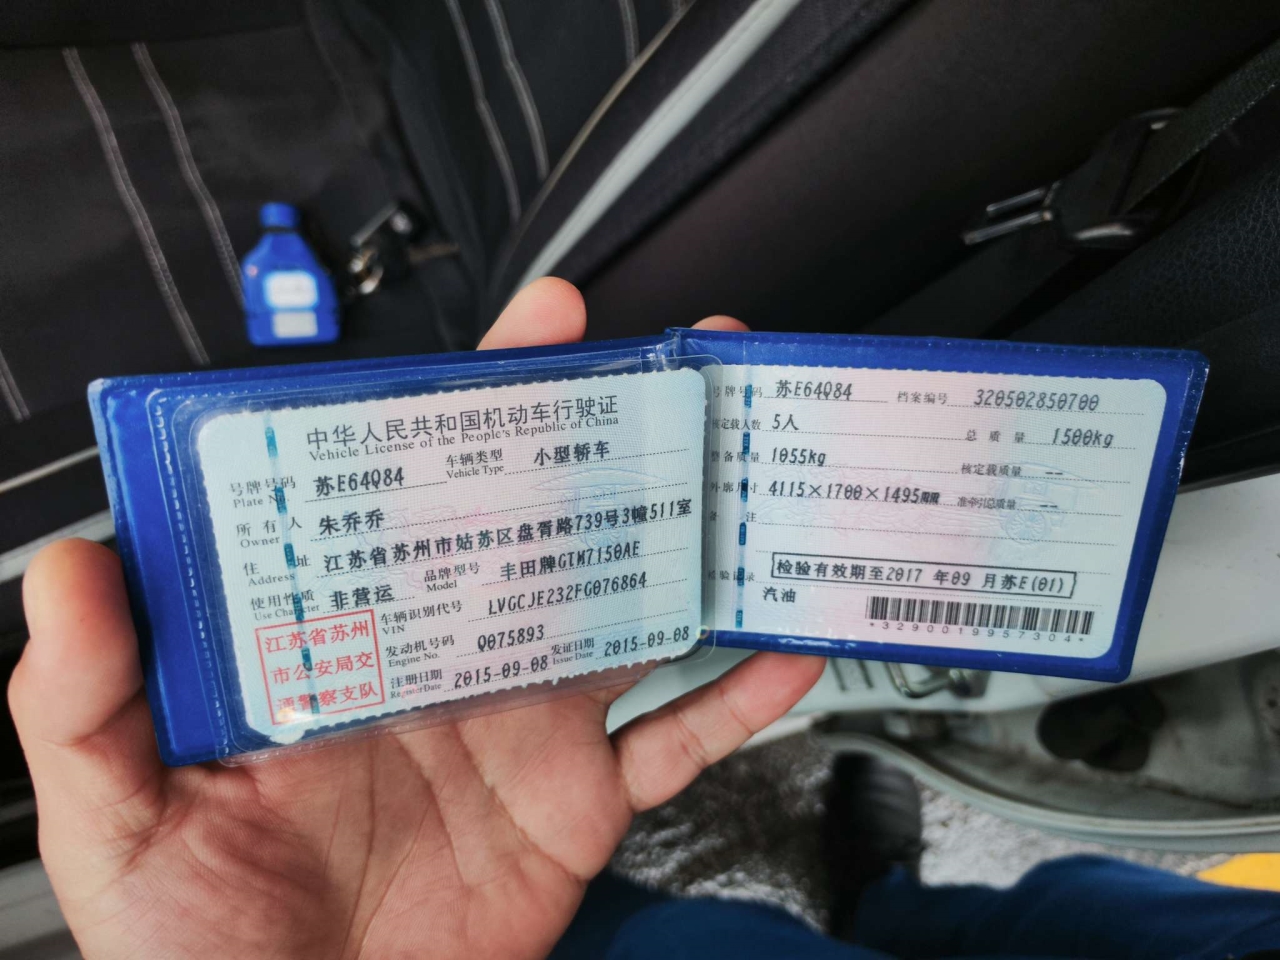 中华人民共和国机动车行驶证
Vehicle License of the People's Republic of China
号牌号码 苏E64Q84 车辆类型 小型轿车
Plate No. Vehicle Type
所有人 朱乔乔
Owner
住址 江苏省苏州市姑苏区盘胥路739号3幢511室
Address
使用性质 非营运 品牌型号 丰田牌GTM7150AE
Use Character Model
车辆识别代号 LVGCJE232FG076864
VIN
发动机号码 Q075893
Engine No.
注册日期 2015-09-08 发证日期 2015-09-08
Register Date Issue Date
江苏省苏州
市公安局交
通警察支队
号牌号码 苏E64Q84 档案编号 320502850700
核定载人数 5人 总质量 1500kg
整备质量 1055kg 核定载质量 --
外廓尺寸 4115×1700×1495mm 准牵引总质量 --
备注
检验记录 检验有效期至2017 年09 月苏E(01)
汽油
*3290019957304*